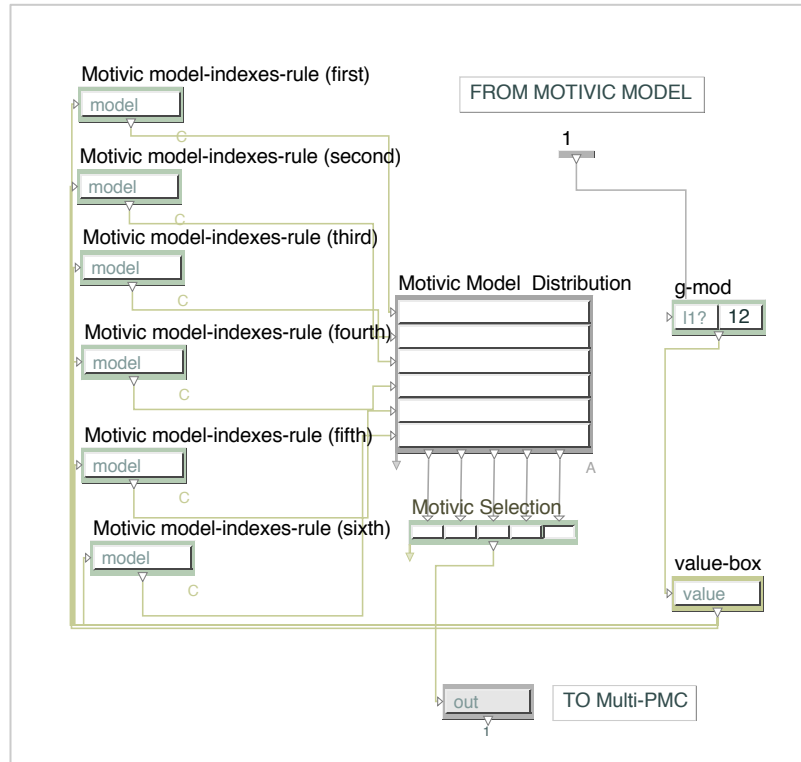 Motivic model-indexes-rule (first)
model
C
FROM MOTIVIC MODEL
1
Motivic model-indexes-rule (second)
model
C
Motivic model-indexes-rule (third)
model
C
Motivic Model Distribution
A
g-mod
l1? 12
Motivic model-indexes-rule (fourth)
model
C
Motivic model-indexes-rule (fifth)
model
C
Motivic Selection
Motivic model-indexes-rule (sixth)
model
C
value-box
value
out
1
TO Multi-PMC